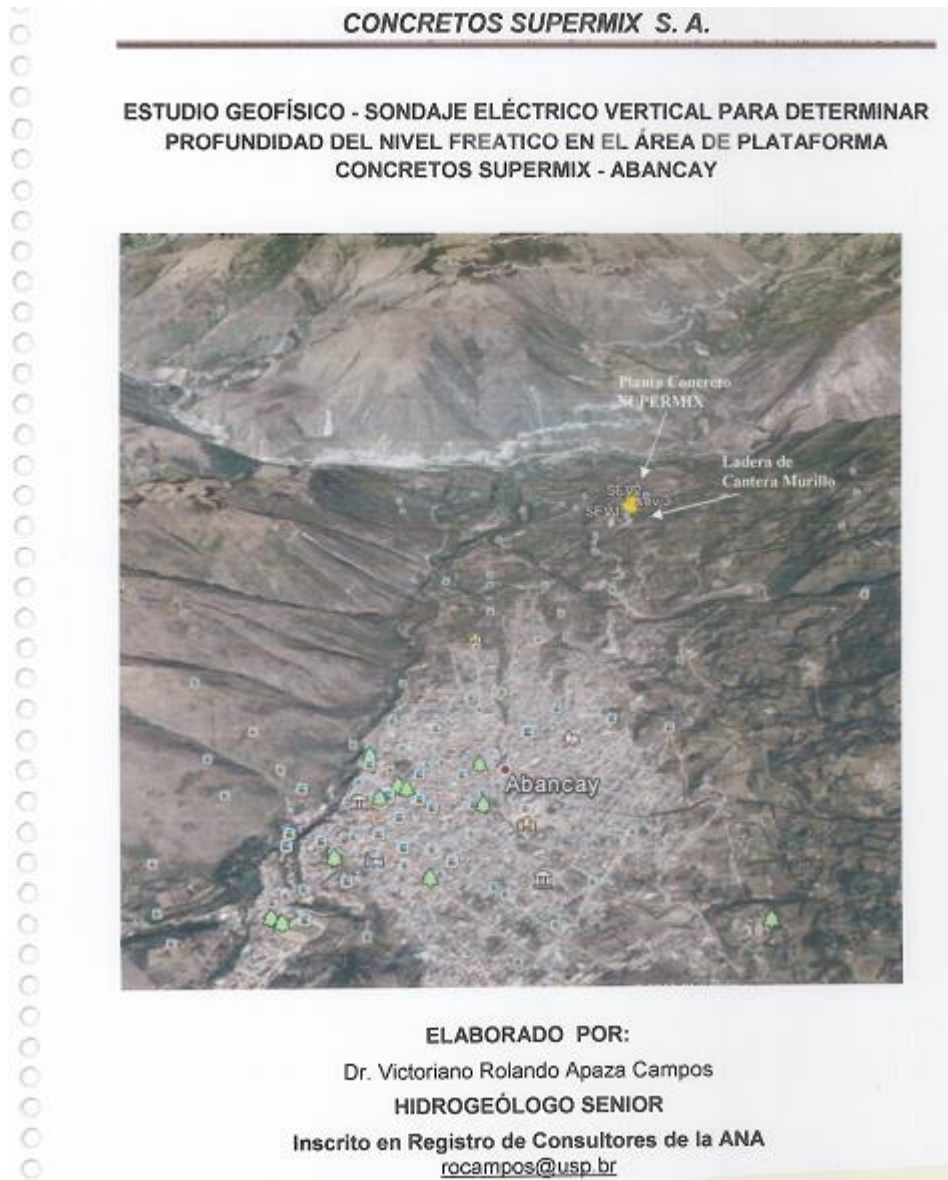 CONCRETOS SUPERMIX S. A.
ESTUDIO GEOFÍSICO - SONDAJE ELÉCTRICO VERTICAL PARA DETERMINAR
PROFUNDIDAD DEL NIVEL FREATICO EN EL ÁREA DE PLATAFORMA
CONCRETOS SUPERMIX - ABANCAY
Planta Concreto
SUPERMIX
Ladera de
Cantera Murillo
SEV2
SEV1
Abancay
ELABORADO POR:
Dr. Victoriano Rolando Apaza Campos
HIDROGEÓLOGO SENIOR
Inscrito en Registro de Consultores de la ANA
rocampos@usp.br